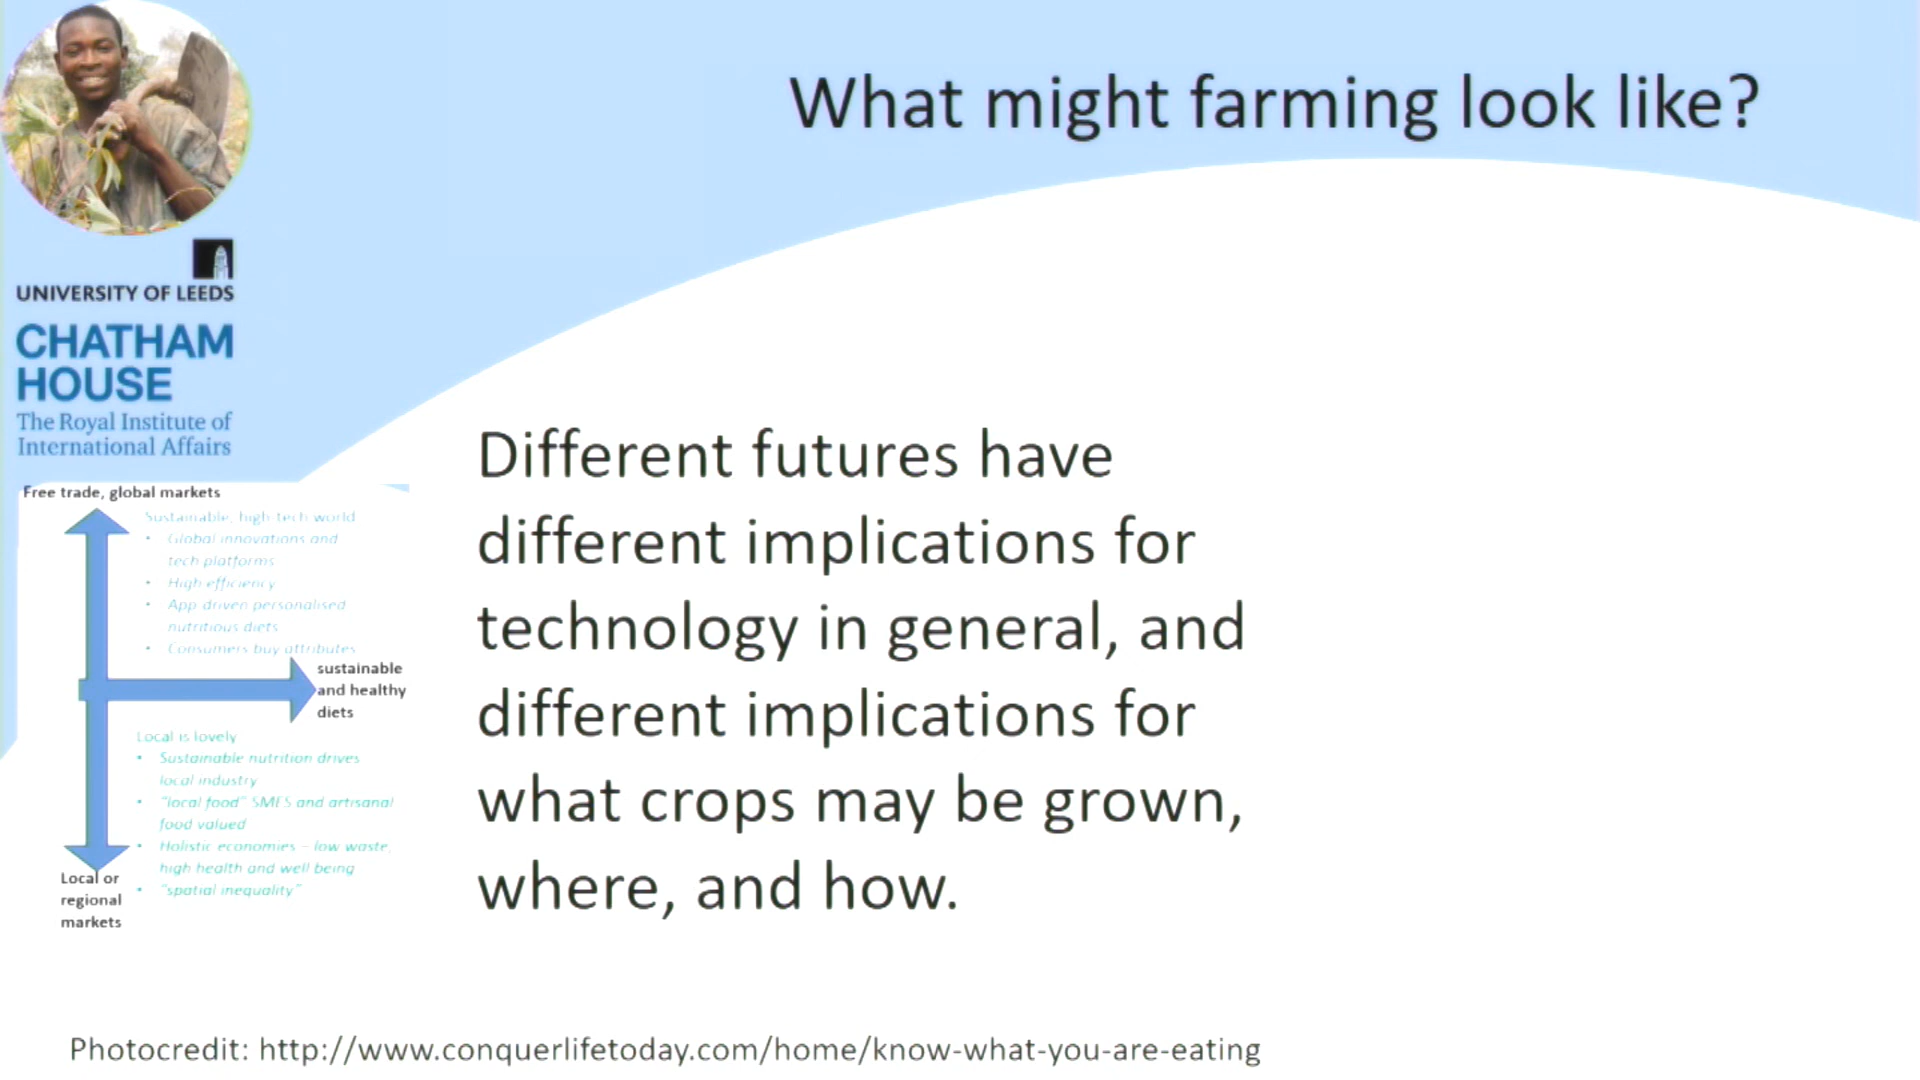 What might farming look like?
UNIVERSITY OF LEEDS
CHATHAM
HOUSE
The Royal Institute of
International Affairs
Free trade, global markets
Sustainable, high tech world
• Global innovations and
tech platforms
• High efficiency
• App driven personalised
nutritious diets
• Consumers buy attributes
sustainable
and healthy
diets
Local is lovely
• Sustainable nutrition drives
local industry
• "local food" SMES and artisanal
food valued
• Holistic economies – low waste,
high health and well being
• "spatial inequality"
Local or
regional
markets
Different futures have
different implications for
technology in general, and
different implications for
what crops may be grown,
where, and how.
Photocredit: http://www.conquerlifetoday.com/home/know-what-you-are-eating